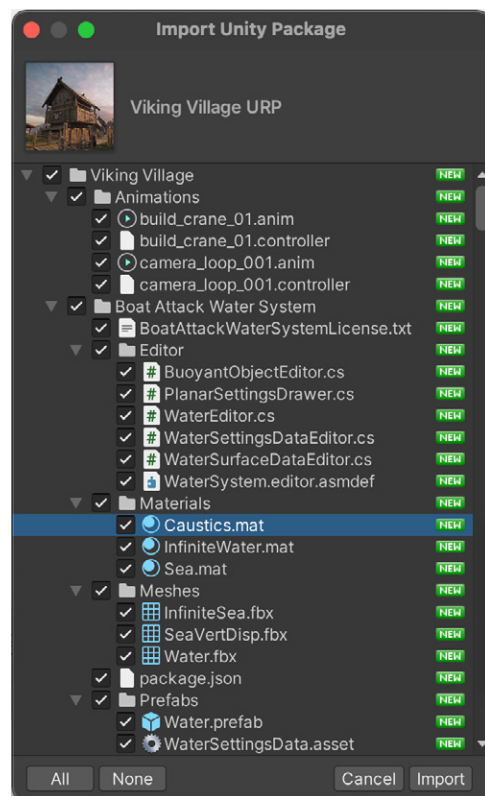 Import Unity Package
Viking Village URP
Viking Village NEW
Animations NEW
build_crane_01.anim NEW
build_crane_01.controller NEW
camera_loop_001.anim NEW
camera_loop_001.controller NEW
Boat Attack Water System NEW
BoatAttackWaterSystemLicense.txt NEW
Editor NEW
BuoyantObjectEditor.cs NEW
PlanarSettingsDrawer.cs NEW
WaterEditor.cs NEW
WaterSettingsDataEditor.cs NEW
WaterSurfaceDataEditor.cs NEW
WaterSystem.editor.asmdef NEW
Materials NEW
Caustics.mat NEW
InfiniteWater.mat NEW
Sea.mat NEW
Meshes NEW
InfiniteSea.fbx NEW
SeaVertDisp.fbx NEW
Water.fbx NEW
package.json NEW
Prefabs NEW
Water.prefab NEW
WaterSettingsData.asset NEW
All None Cancel Import